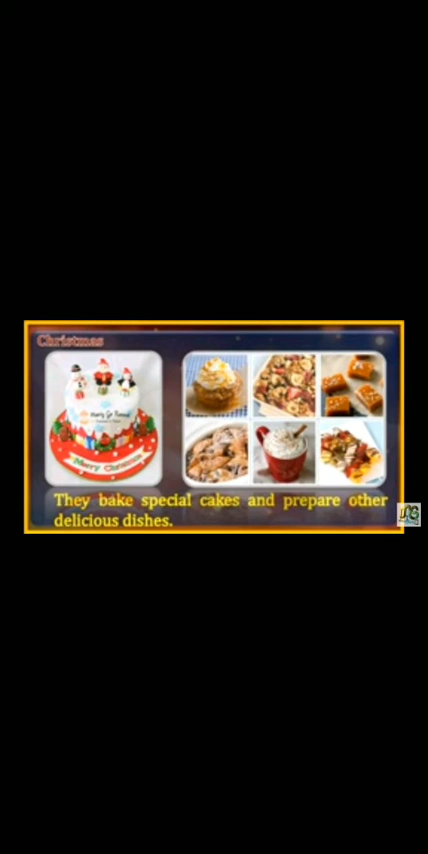 Christmas
Merry Christmas
They bake special cakes and prepare other
delicious dishes.